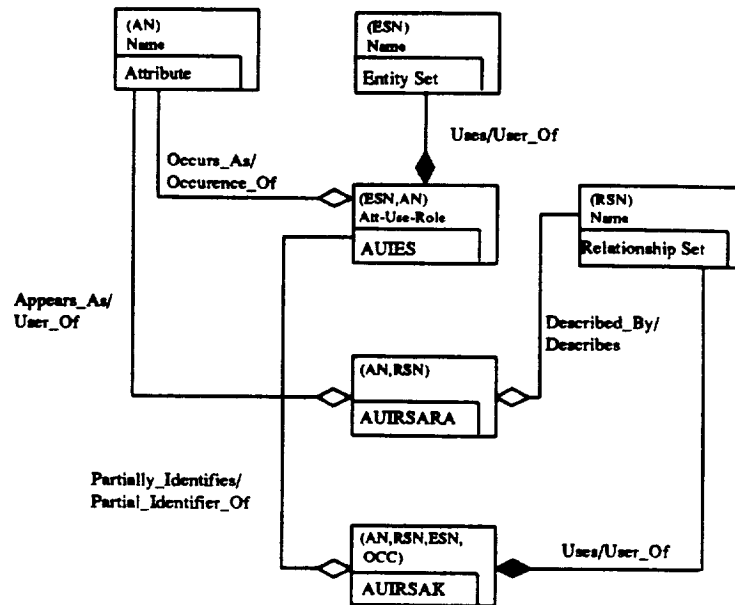 (AN)
Name
Attribute
(ESN)
Name
Entity Set
Uses/User_Of
Occurs_As/
Occurence_Of
(ESN,AN)
Att-Use-Role
AUIES
(RSN)
Name
Relationship Set
Appears_As/
User_Of
Described_By/
Describes
(AN,RSN)
AUIRSARA
Partially_Identifies/
Partial_Identifier_Of
(AN,RSN,ESN,
OCC)
AUIRSAK
Uses/User_Of